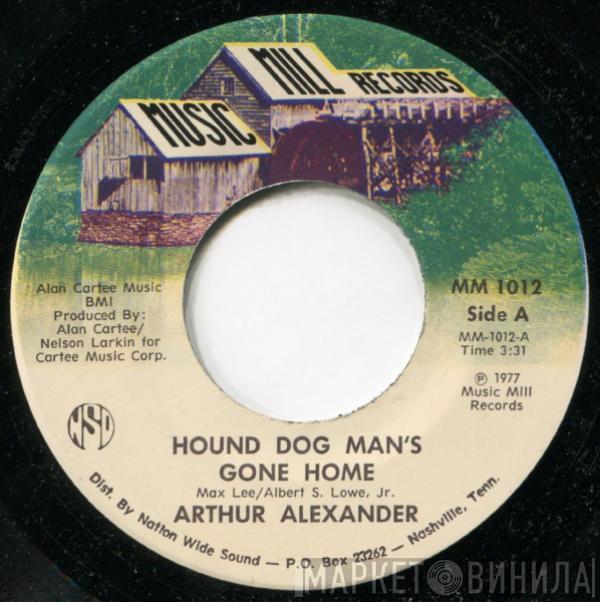 MUSIC MILL RECORDS
Alan Cartee Music
BMI
Produced By:
Alan Cartee/
Nelson Larkin for
Cartee Music Corp.
MM 1012
Side A
MM-1012-A
Time 3:31
℗ 1977
Music Mill
Records
NSD
HOUND DOG MAN'S
GONE HOME
Max Lee/Albert S. Lowe, Jr.
ARTHUR ALEXANDER
Dist. By Nation Wide Sound — P.O. Box 23262 — Nashville, Tenn.
МАРКЕТ ВИНИЛА